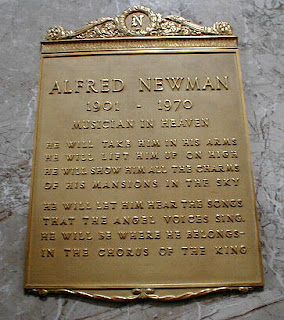 N
ALFRED NEWMAN
1901 - 1970
MUSICIAN IN HEAVEN
HE WILL TAKE HIM IN HIS ARMS
HE WILL LIFT HIM UP ON HIGH
HE WILL SHOW HIM ALL THE CHARMS
OF HIS MANSIONS IN THE SKY
HE WILL LET HIM HEAR THE SONGS
THAT THE ANGEL VOICES SING.
HE WILL BE WHERE HE BELONGS-
IN THE CHORUS OF THE KING